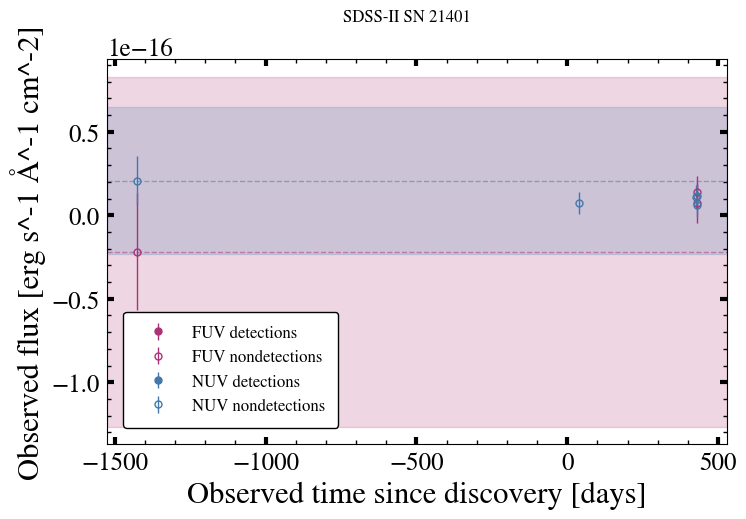 SDSS-II SN 21401
1e−16
Observed flux [erg s^-1 Å^-1 cm^-2]
0.5
0.0
−0.5
−1.0
FUV detections
FUV nondetections
NUV detections
NUV nondetections
−1500 −1000 −500 0 500
Observed time since discovery [days]